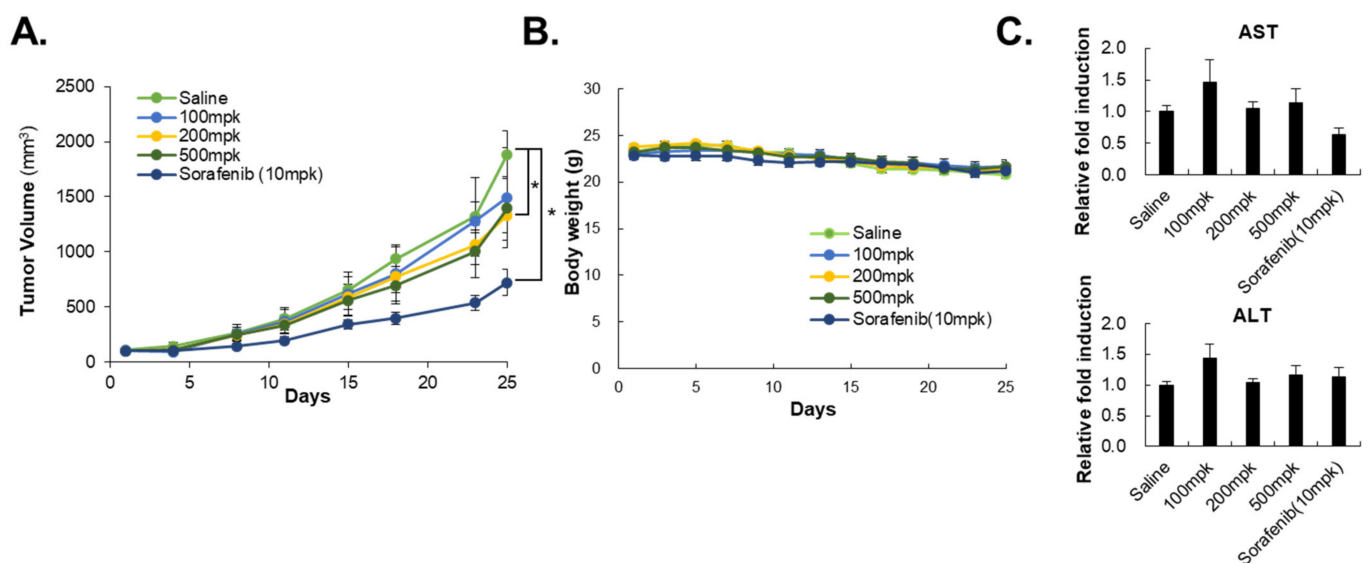 A.
Tumor Volume (mm³)
2500
2000
1500
1000
500
0
Saline
100mpk
200mpk
500mpk
Sorafenib (10mpk)
*
*
0
5
10
15
20
25
Days
B.
Body weight (g)
30
25
20
15
10
5
0
Saline
100mpk
200mpk
500mpk
Sorafenib(10mpk)
0
5
10
15
20
25
Days
C.
AST
Relative fold induction
2.0
1.5
1.0
0.5
0.0
Saline
100mpk
200mpk
500mpk
Sorafenib(10mpk)
ALT
Relative fold induction
2.0
1.5
1.0
0.5
0.0
Saline
100mpk
200mpk
500mpk
Sorafenib(10mpk)